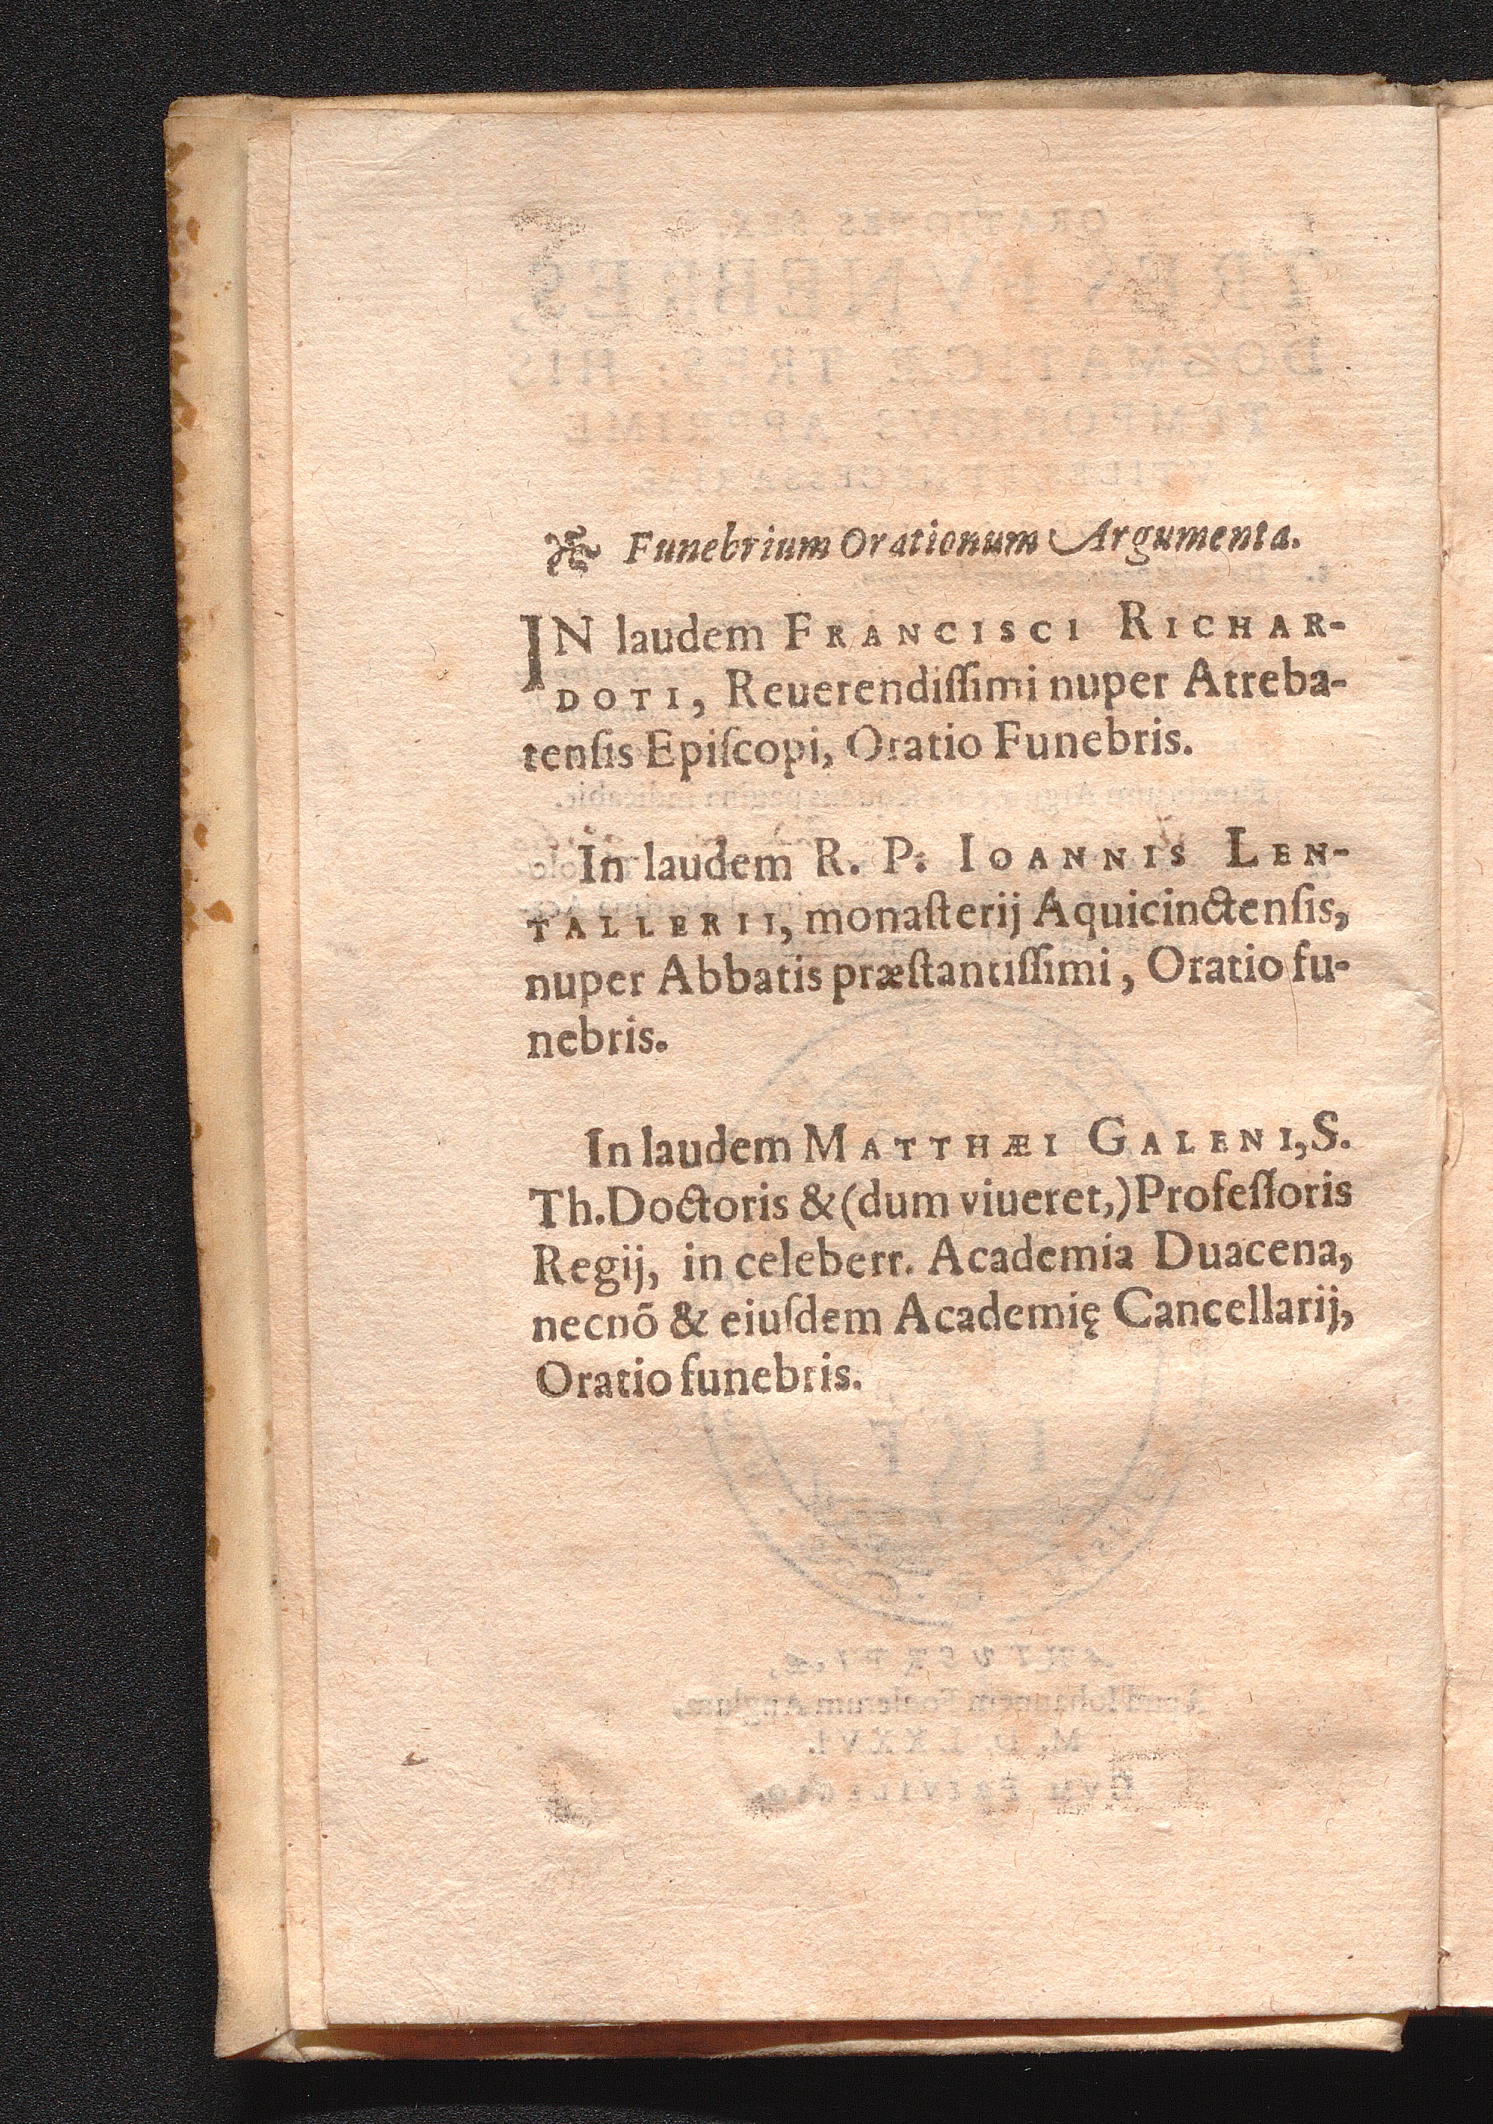 Funebrium Orationum Argumenta.
IN laudem FRANCISCI RICHAR-
DOTI, Reuerendiſſimi nuper Atreba-
tenſis Epiſcopi, Oratio Funebris.
In laudem R. P. IOANNIS LEN-
TALLERII, monaſterij Aquicinctenſis,
nuper Abbatis præſtantiſſimi, Oratio fu-
nebris.
In laudem MATTHÆI GALENI, S.
Th. Doctoris & (dum viueret,) Profeſſoris
Regij, in celeberr. Academia Duacena,
necnõ & eiuſdem Academię Cancellarij,
Oratio funebris.